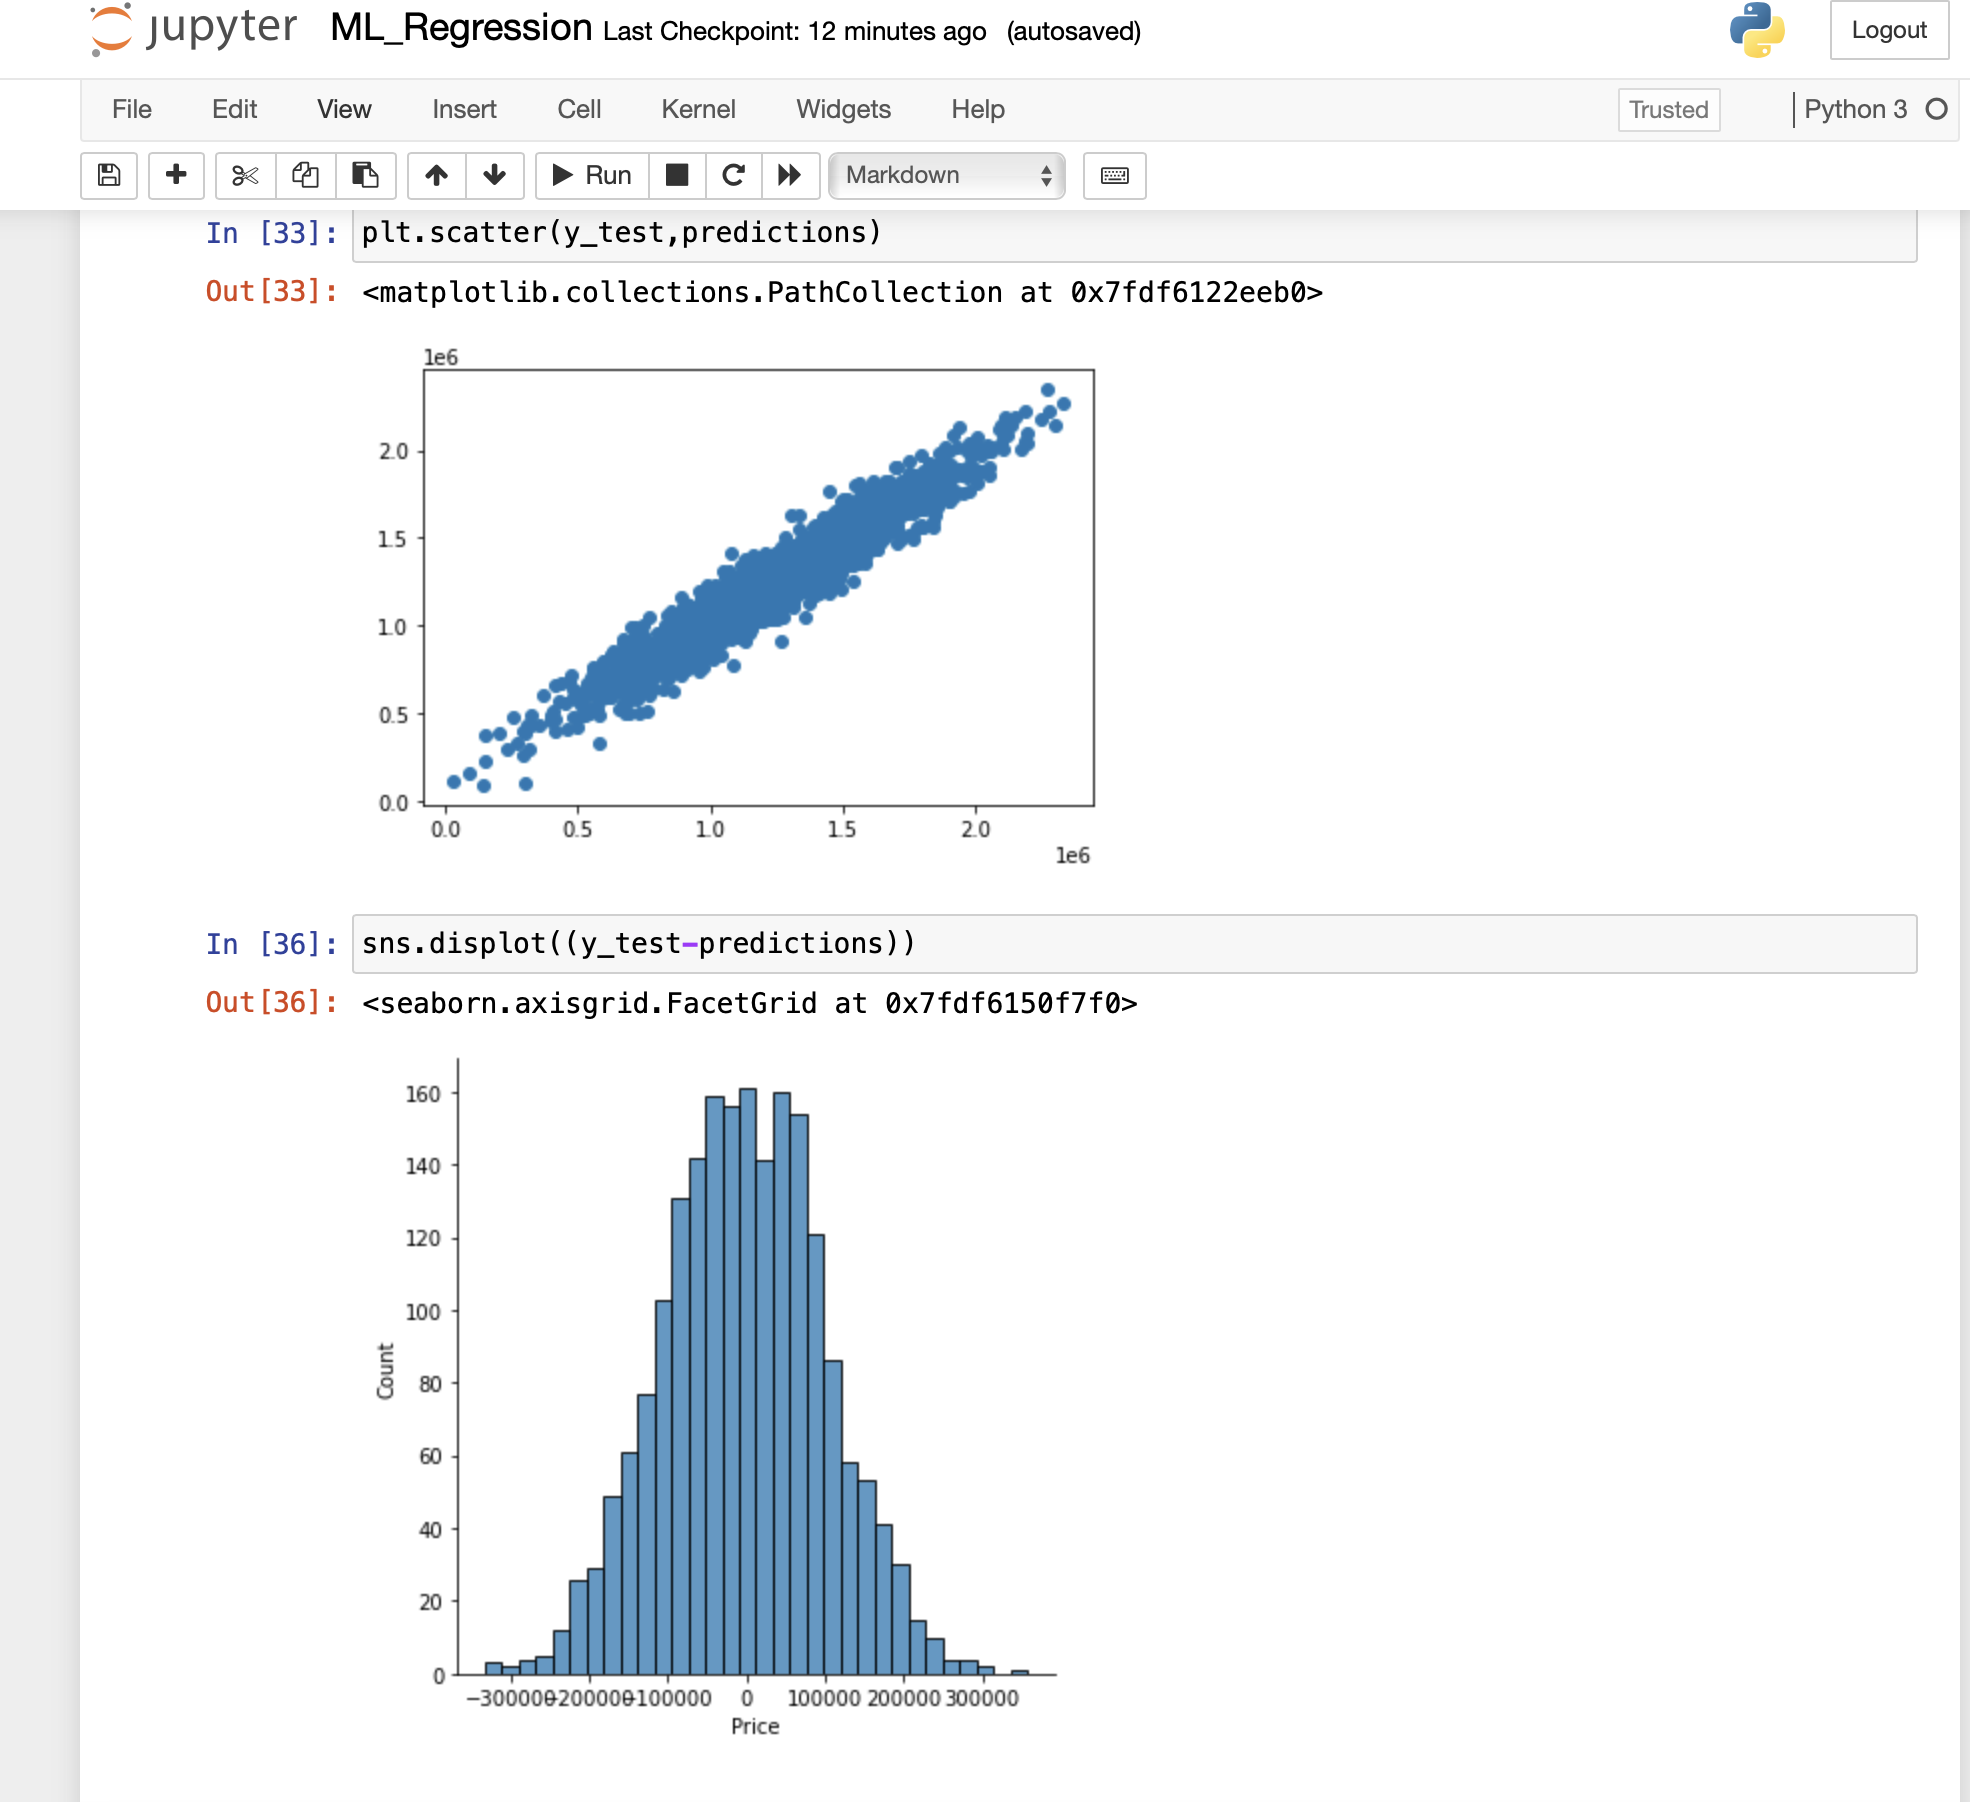 jupyter ML_Regression Last Checkpoint: 12 minutes ago (autosaved) Logout
File Edit View Insert Cell Kernel Widgets Help Trusted Python 3
Run Markdown
In [33]: plt.scatter(y_test,predictions)
Out[33]: <matplotlib.collections.PathCollection at 0x7fdf6122eeb0>
1e6
2.0
1.5
1.0
0.5
0.0
0.0 0.5 1.0 1.5 2.0
1e6
In [36]: sns.displot((y_test-predictions))
Out[36]: <seaborn.axisgrid.FacetGrid at 0x7fdf6150f7f0>
160
140
120
100
Count
80
60
40
20
0
−300000 −200000 −100000 0 100000 200000 300000
Price